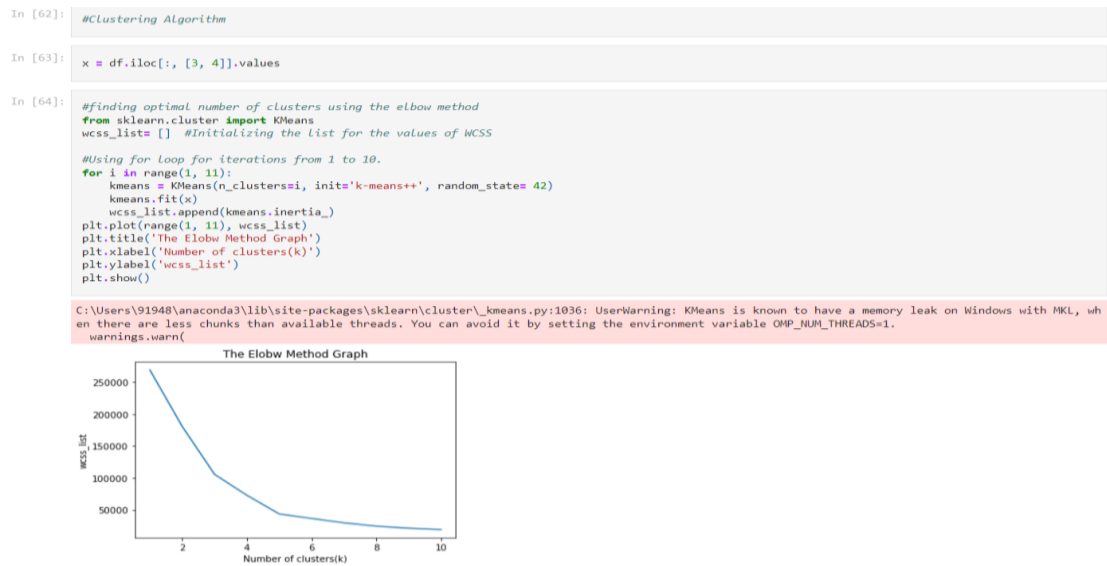 In [62]: #Clustering Algorithm
In [63]: x = df.iloc[:, [3, 4]].values
In [64]: #finding optimal number of clusters using the elbow method
from sklearn.cluster import KMeans
wcss_list= []  #Initializing the list for the values of WCSS
#Using for loop for iterations from 1 to 10.
for i in range(1, 11):
    kmeans = KMeans(n_clusters=i, init='k-means++', random_state= 42)
    kmeans.fit(x)
    wcss_list.append(kmeans.inertia_)
plt.plot(range(1, 11), wcss_list)
plt.title('The Elobw Method Graph')
plt.xlabel('Number of clusters(k)')
plt.ylabel('wcss_list')
plt.show()
C:\Users\91948\anaconda3\lib\site-packages\sklearn\cluster\_kmeans.py:1036: UserWarning: KMeans is known to have a memory leak on Windows with MKL, wh
en there are less chunks than available threads. You can avoid it by setting the environment variable OMP_NUM_THREADS=1.
  warnings.warn(
The Elobw Method Graph
250000
200000
150000
100000
50000
wcss_list
2 4 6 8 10
Number of clusters(k)